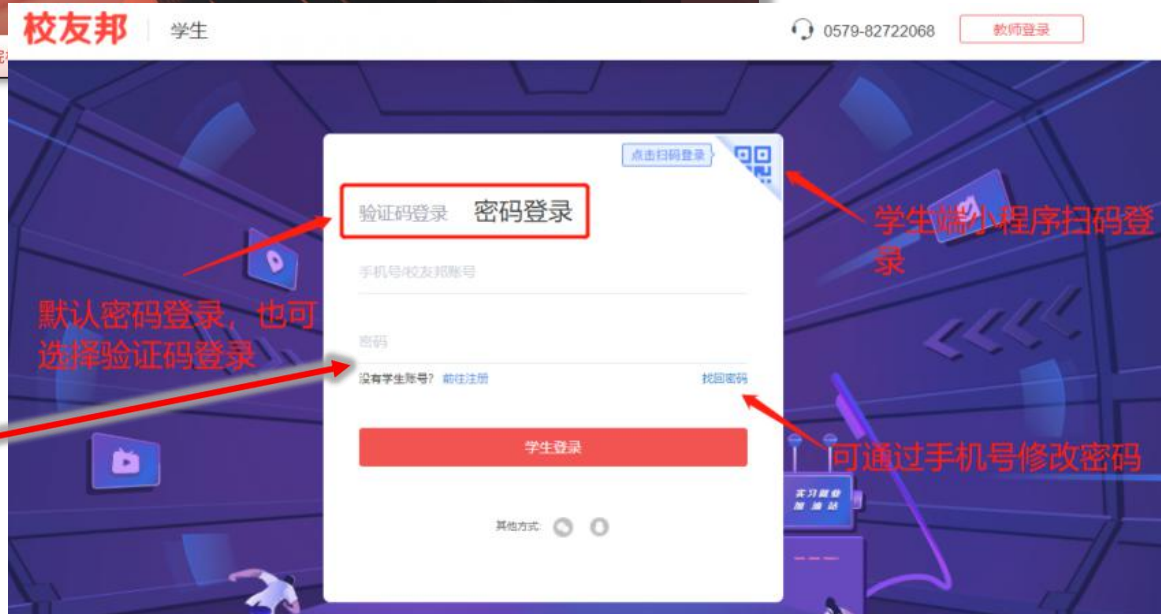 校友邦 学生 0579-82722068 教师登录
点击扫码登录
验证码登录 密码登录
学生端小程序扫码登
录
手机号/校友邦账号
默认密码登录，也可
选择验证码登录
密码
没有学生账号？ 前往注册 找回密码
学生登录
可通过手机号修改密码
实习就业
加油站
其他方式: